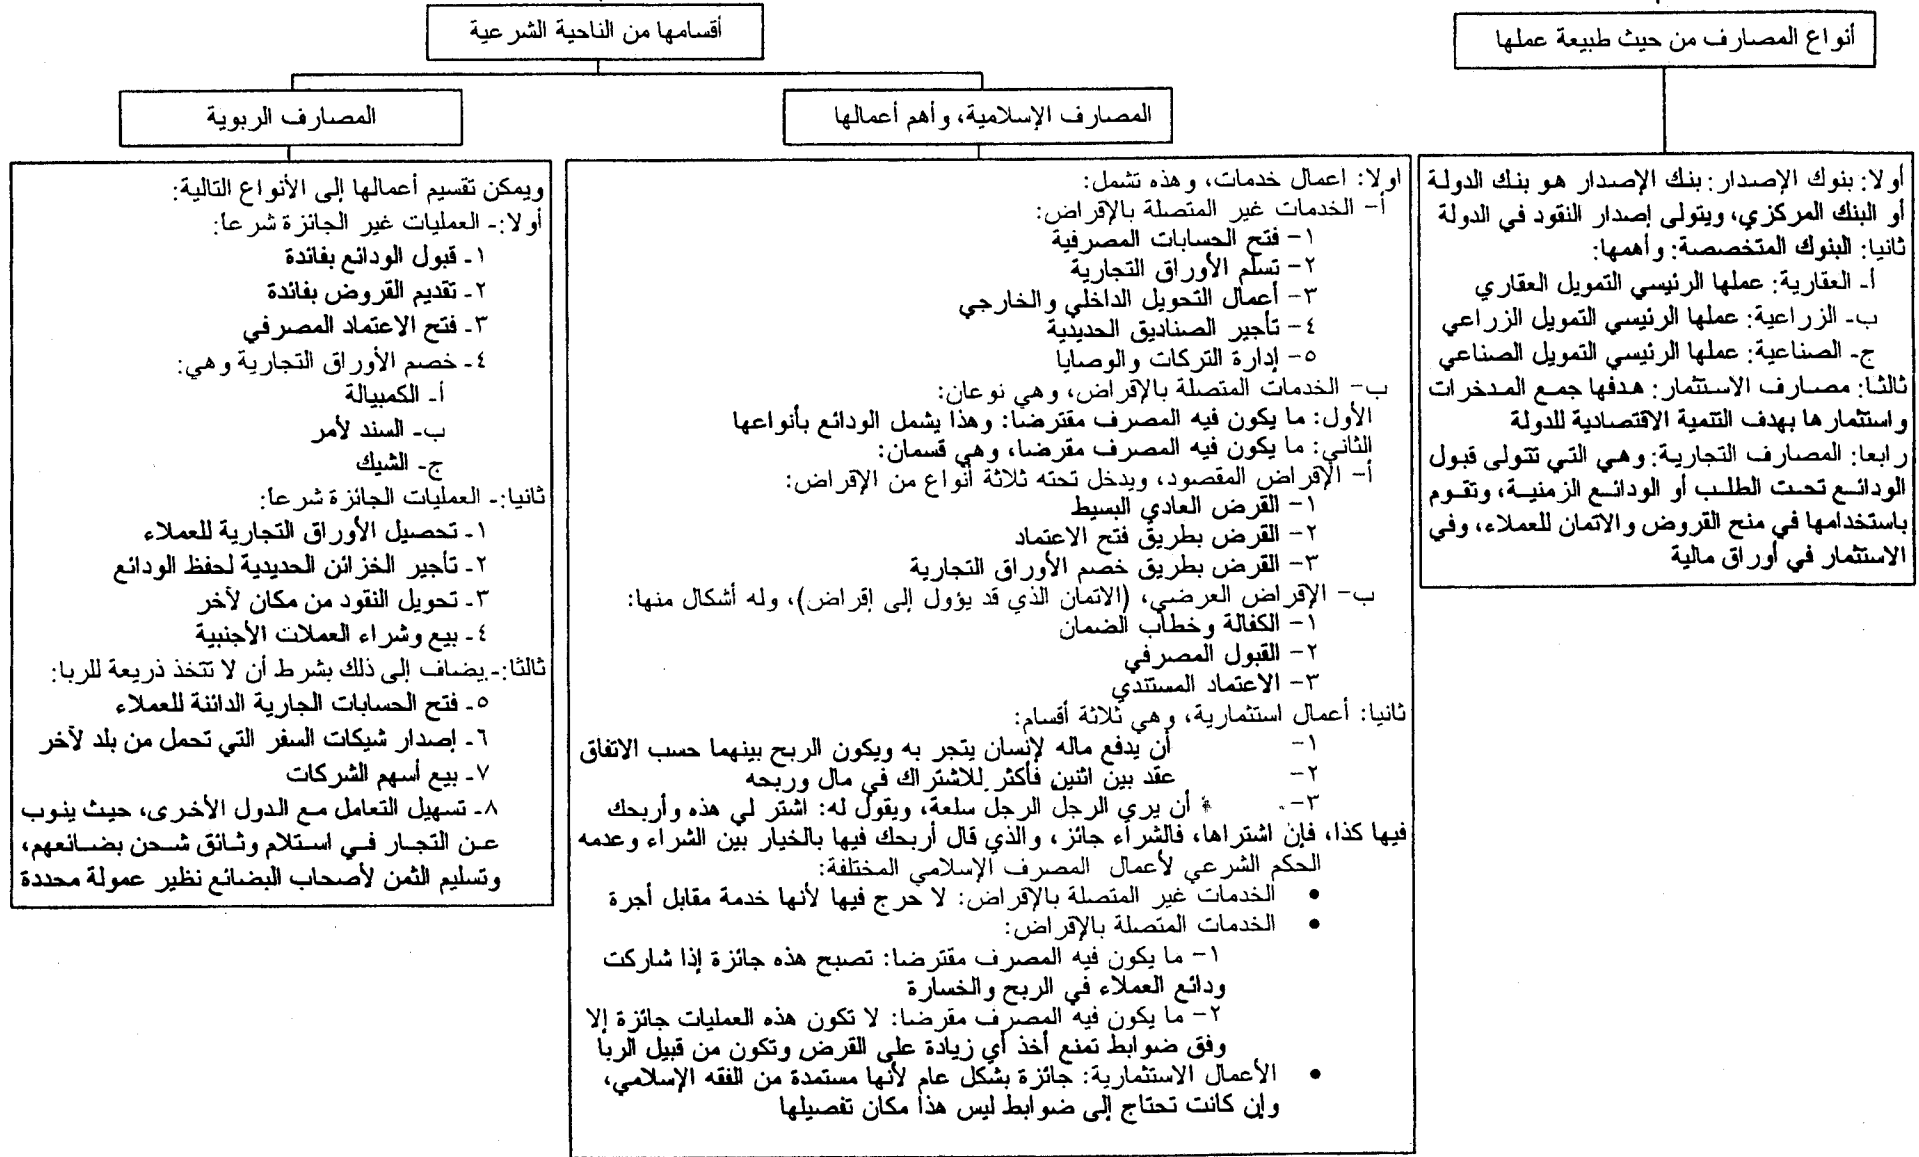 أنواع المصارف من حيث طبيعة عملها
أولا: بنوك الإصدار: بنك الإصدار هو بنك الدولة
أو البنك المركزي، ويتولى إصدار النقود في الدولة
ثانيا: البنوك المتخصصة: وأهمها:
أ- العقارية: عملها الرئيسي التمويل العقاري
ب- الزراعية: عملها الرئيسي التمويل الزراعي
ج- الصناعية: عملها الرئيسي التمويل الصناعي
ثالثا: مصارف الاستثمار: هدفها جمع المدخرات
واستثمارها بهدف التنمية الاقتصادية للدولة
رابعا: المصارف التجارية: وهي التي تتولى قبول
الودائع تحت الطلب أو الودائع الزمنية، وتقوم
باستخدامها في منح القروض والاتمان للعملاء، وفي
الاستثمار في أوراق مالية
أقسامها من الناحية الشرعية
المصارف الإسلامية، وأهم أعمالها
اولا: اعمال خدمات، وهذه تشمل:
أ- الخدمات غير المتصلة بالإقراض:
١- فتح الحسابات المصرفية
٢- تسلم الأوراق التجارية
٣- أعمال التحويل الداخلي والخارجي
٤- تأجير الصناديق الحديدية
٥- إدارة التركات والوصايا
ب- الخدمات المتصلة بالإقراض، وهي نوعان:
الأول: ما يكون فيه المصرف مقترضا: وهذا يشمل الودائع بأنواعها
الثاني: ما يكون فيه المصرف مقرضا، وهي قسمان:
أ- الإقراض المقصود، ويدخل تحته ثلاثة أنواع من الإقراض:
١- القرض العادي البسيط
٢- القرض بطريق فتح الاعتماد
٣- القرض بطريق خصم الأوراق التجارية
ب- الإقراض العرضي، (الاتمان الذي قد يؤول إلى إقراض)، وله أشكال منها:
١- الكفالة وخطاب الضمان
٢- القبول المصرفي
٣- الاعتماد المستندي
ثانيا: أعمال استثمارية، وهي ثلاثة أقسام:
١- أن يدفع ماله لإنسان يتجر به ويكون الربح بينهما حسب الاتفاق
٢- عقد بين اثنين فأكثر للاشتراك في مال وربحه
٣- أن يري الرجل الرجل سلعة، ويقول له: اشتر لي هذه وأربحك
فيها كذا، فإن اشتراها، فالشراء جائز، والذي قال أربحك فيها بالخيار بين الشراء وعدمه
الحكم الشرعي لأعمال المصرف الإسلامي المختلفة:
• الخدمات غير المتصلة بالإقراض: لا حرج فيها لأنها خدمة مقابل أجرة
• الخدمات المتصلة بالإقراض:
١- ما يكون فيه المصرف مقترضا: تصبح هذه جائزة إذا شاركت
ودائع العملاء في الربح والخسارة
٢- ما يكون فيه المصرف مقرضا: لا تكون هذه العمليات جائزة إلا
وفق ضوابط تمنع أخذ أي زيادة على القرض وتكون من قبيل الربا
• الأعمال الاستثمارية: جائزة بشكل عام لأنها مستمدة من الفقه الإسلامي،
وإن كانت تحتاج إلى ضوابط ليس هذا مكان تفصيلها
المصارف الربوية
ويمكن تقسيم أعمالها إلى الأنواع التالية:
أولا:- العمليات غير الجائزة شرعا:
١- قبول الودائع بفائدة
٢- تقديم القروض بفائدة
٣- فتح الاعتماد المصرفي
٤- خصم الأوراق التجارية وهي:
أ- الكمبيالة
ب- السند لأمر
ج- الشيك
ثانيا:- العمليات الجائزة شرعا:
١- تحصيل الأوراق التجارية للعملاء
٢- تأجير الخزائن الحديدية لحفظ الودائع
٣- تحويل النقود من مكان لآخر
٤- بيع وشراء العملات الأجنبية
ثالثا:- يضاف إلى ذلك بشرط أن لا تتخذ ذريعة للربا:
٥- فتح الحسابات الجارية الدائنة للعملاء
٦- إصدار شيكات السفر التي تحمل من بلد لآخر
٧- بيع أسهم الشركات
٨- تسهيل التعامل مع الدول الأخرى، حيث ينوب
عن التجار في استلام وثائق شحن بضائعهم،
وتسليم الثمن لأصحاب البضائع نظير عمولة محددة